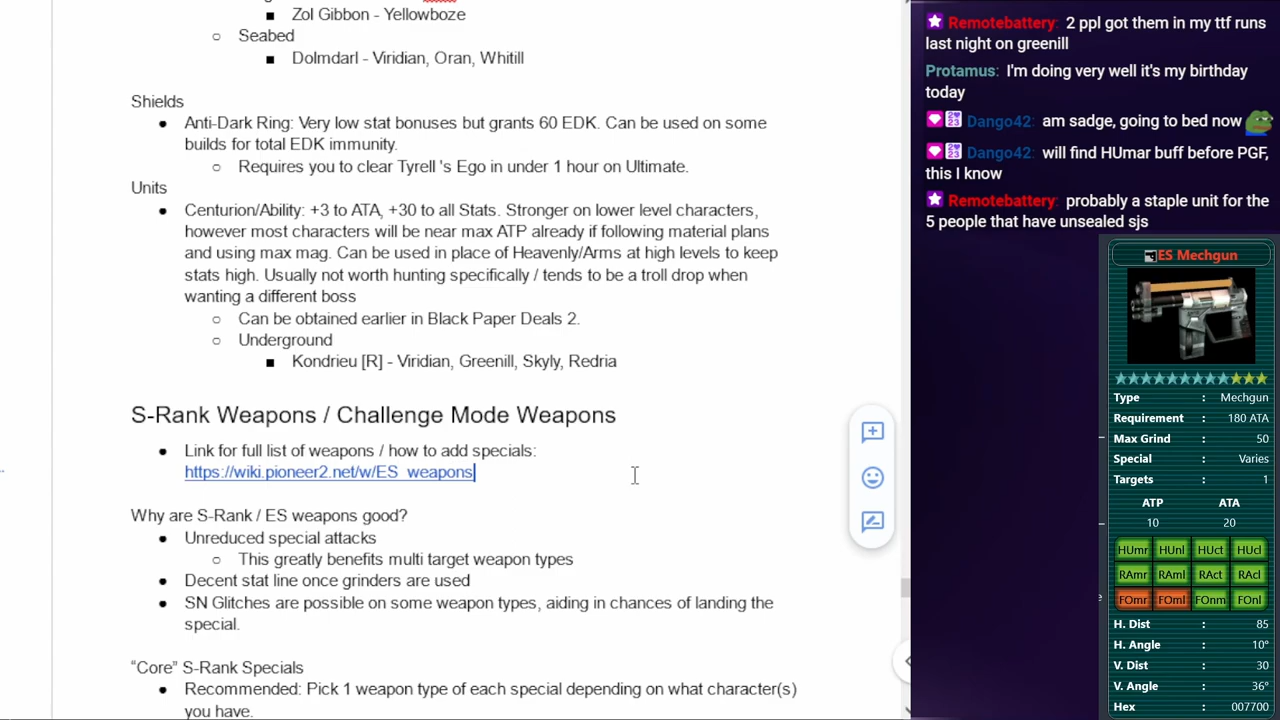 Zol Gibbon - Yellowboze
Seabed
Dolmdarl - Viridian, Oran, Whitill
Shields
Anti-Dark Ring: Very low stat bonuses but grants 60 EDK. Can be used on some
builds for total EDK immunity.
Requires you to clear Tyrell 's Ego in under 1 hour on Ultimate.
Units
Centurion/Ability: +3 to ATA, +30 to all Stats. Stronger on lower level characters,
however most characters will be near max ATP already if following material plans
and using max mag. Can be used in place of Heavenly/Arms at high levels to keep
stats high. Usually not worth hunting specifically / tends to be a troll drop when
wanting a different boss
Can be obtained earlier in Black Paper Deals 2.
Underground
Kondrieu [R] - Viridian, Greenill, Skyly, Redria
S-Rank Weapons / Challenge Mode Weapons
Link for full list of weapons / how to add specials:
https://wiki.pioneer2.net/w/ES_weapons
Why are S-Rank / ES weapons good?
Unreduced special attacks
This greatly benefits multi target weapon types
Decent stat line once grinders are used
SN Glitches are possible on some weapon types, aiding in chances of landing the
special.
“Core” S-Rank Specials
Recommended: Pick 1 weapon type of each special depending on what character(s)
you have.
Remotebattery: 2 ppl got them in my ttf runs
last night on greenill
Protamus: I'm doing very well it's my birthday
today
Dango42: am sadge, going to bed now
Dango42: will find HUmar buff before PGF,
this I know
Remotebattery: probably a staple unit for the
5 people that have unsealed sjs
ES Mechgun
Type : Mechgun
Requirement : 180 ATA
Max Grind : 50
Special : Varies
Targets : 1
ATP ATA
10 20
HUmr HUnl HUct HUcl
RAmr RAml RAct RAcl
FOmr FOml FOnm FOnl
H. Dist : 85
H. Angle : 10°
V. Dist : 30
V. Angle : 36°
Hex : 007700